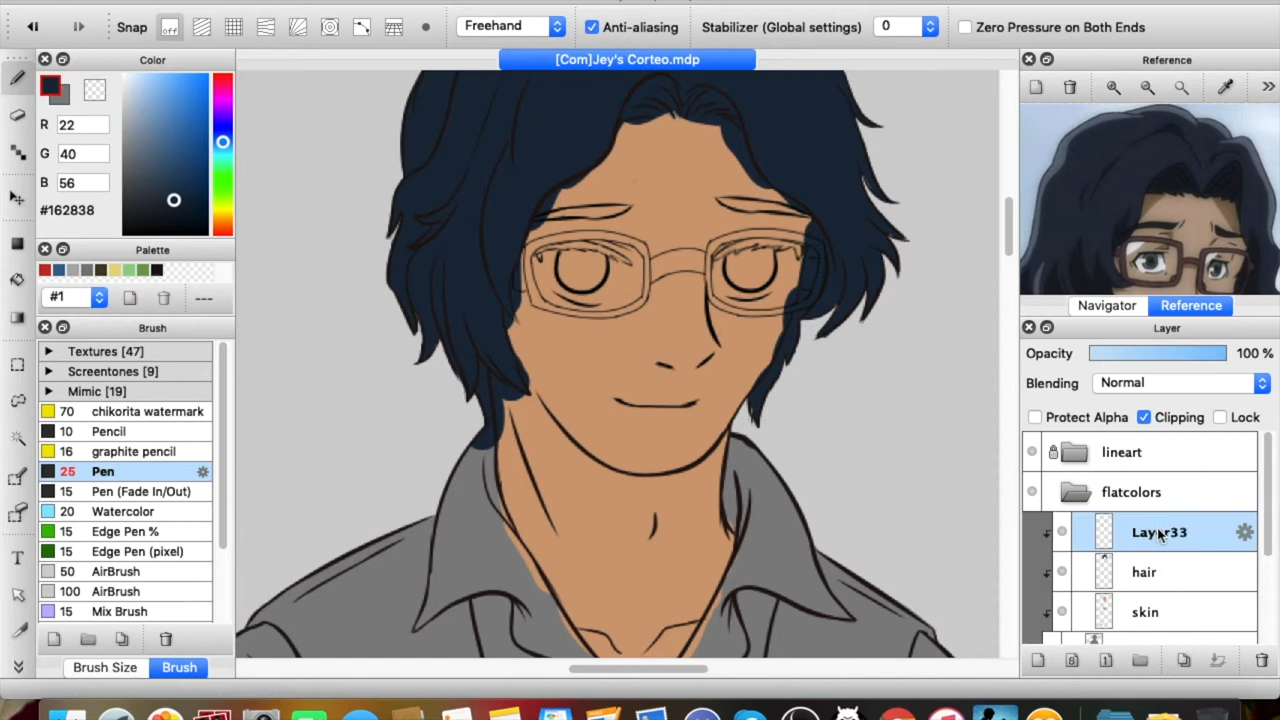 Snap off Freehand Anti-aliasing Stabilizer (Global settings) 0 Zero Pressure on Both Ends
Color
[Com]Jey's Corteo.mdp
Reference
R 22
G 40
B 56
#162838
Palette
#1
---
Brush
Textures [47]
Screentones [9]
Mimic [19]
70 chikorita watermark
10 Pencil
16 graphite pencil
25 Pen
15 Pen (Fade In/Out)
20 Watercolor
15 Edge Pen %
15 Edge Pen (pixel)
50 AirBrush
100 AirBrush
15 Mix Brush
Brush Size Brush
Navigator Reference
Layer
Opacity 100 %
Blending Normal
Protect Alpha Clipping Lock
lineart
flatcolors
Layer33
hair
skin